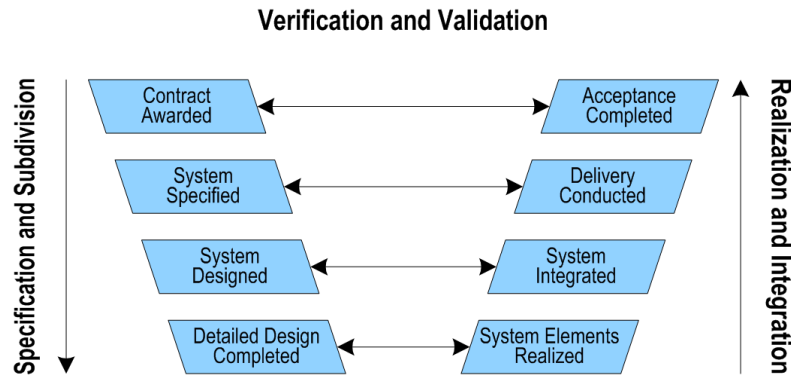 Verification and Validation
Specification and Subdivision
Contract
Awarded
Acceptance
Completed
System
Specified
Delivery
Conducted
System
Designed
System
Integrated
Detailed Design
Completed
System Elements
Realized
Realization and Integration